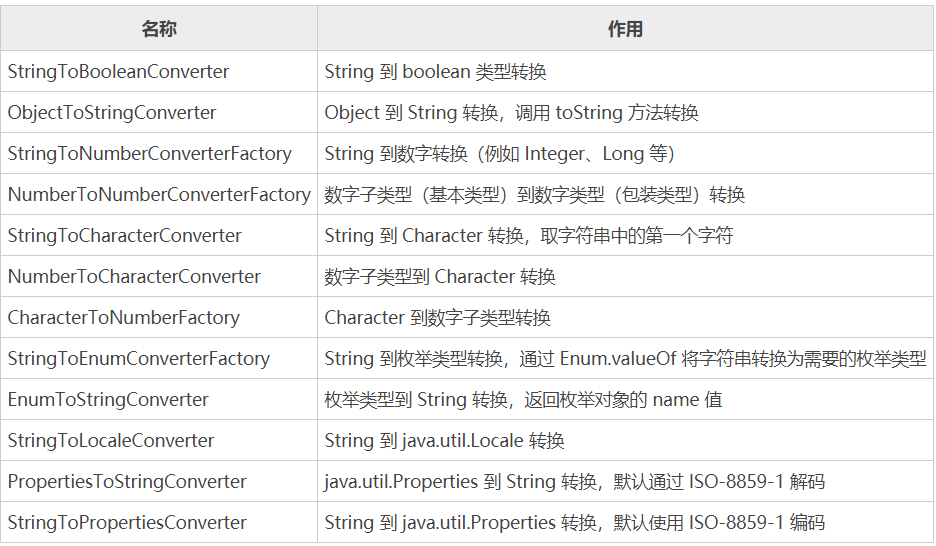 名称 作用
StringToBooleanConverter String 到 boolean 类型转换
ObjectToStringConverter Object 到 String 转换，调用 toString 方法转换
StringToNumberConverterFactory String 到数字转换（例如 Integer、Long 等）
NumberToNumberConverterFactory 数字子类型（基本类型）到数字类型（包装类型）转换
StringToCharacterConverter String 到 Character 转换，取字符串中的第一个字符
NumberToCharacterConverter 数字子类型到 Character 转换
CharacterToNumberFactory Character 到数字子类型转换
StringToEnumConverterFactory String 到枚举类型转换，通过 Enum.valueOf 将字符串转换为需要的枚举类型
EnumToStringConverter 枚举类型到 String 转换，返回枚举对象的 name 值
StringToLocaleConverter String 到 java.util.Locale 转换
PropertiesToStringConverter java.util.Properties 到 String 转换，默认通过 ISO-8859-1 解码
StringToPropertiesConverter String 到 java.util.Properties 转换，默认使用 ISO-8859-1 编码